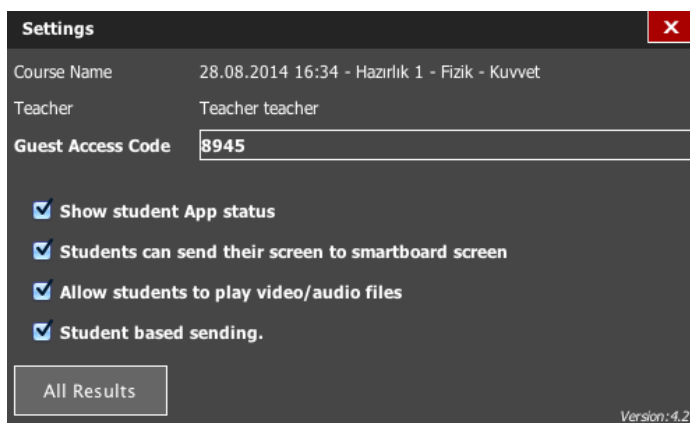 Settings
X
Course Name 28.08.2014 16:34 - Hazırlık 1 - Fizik - Kuvvet
Teacher Teacher teacher
Guest Access Code 8945
Show student App status
Students can send their screen to smartboard screen
Allow students to play video/audio files
Student based sending.
All Results
Version:4.2